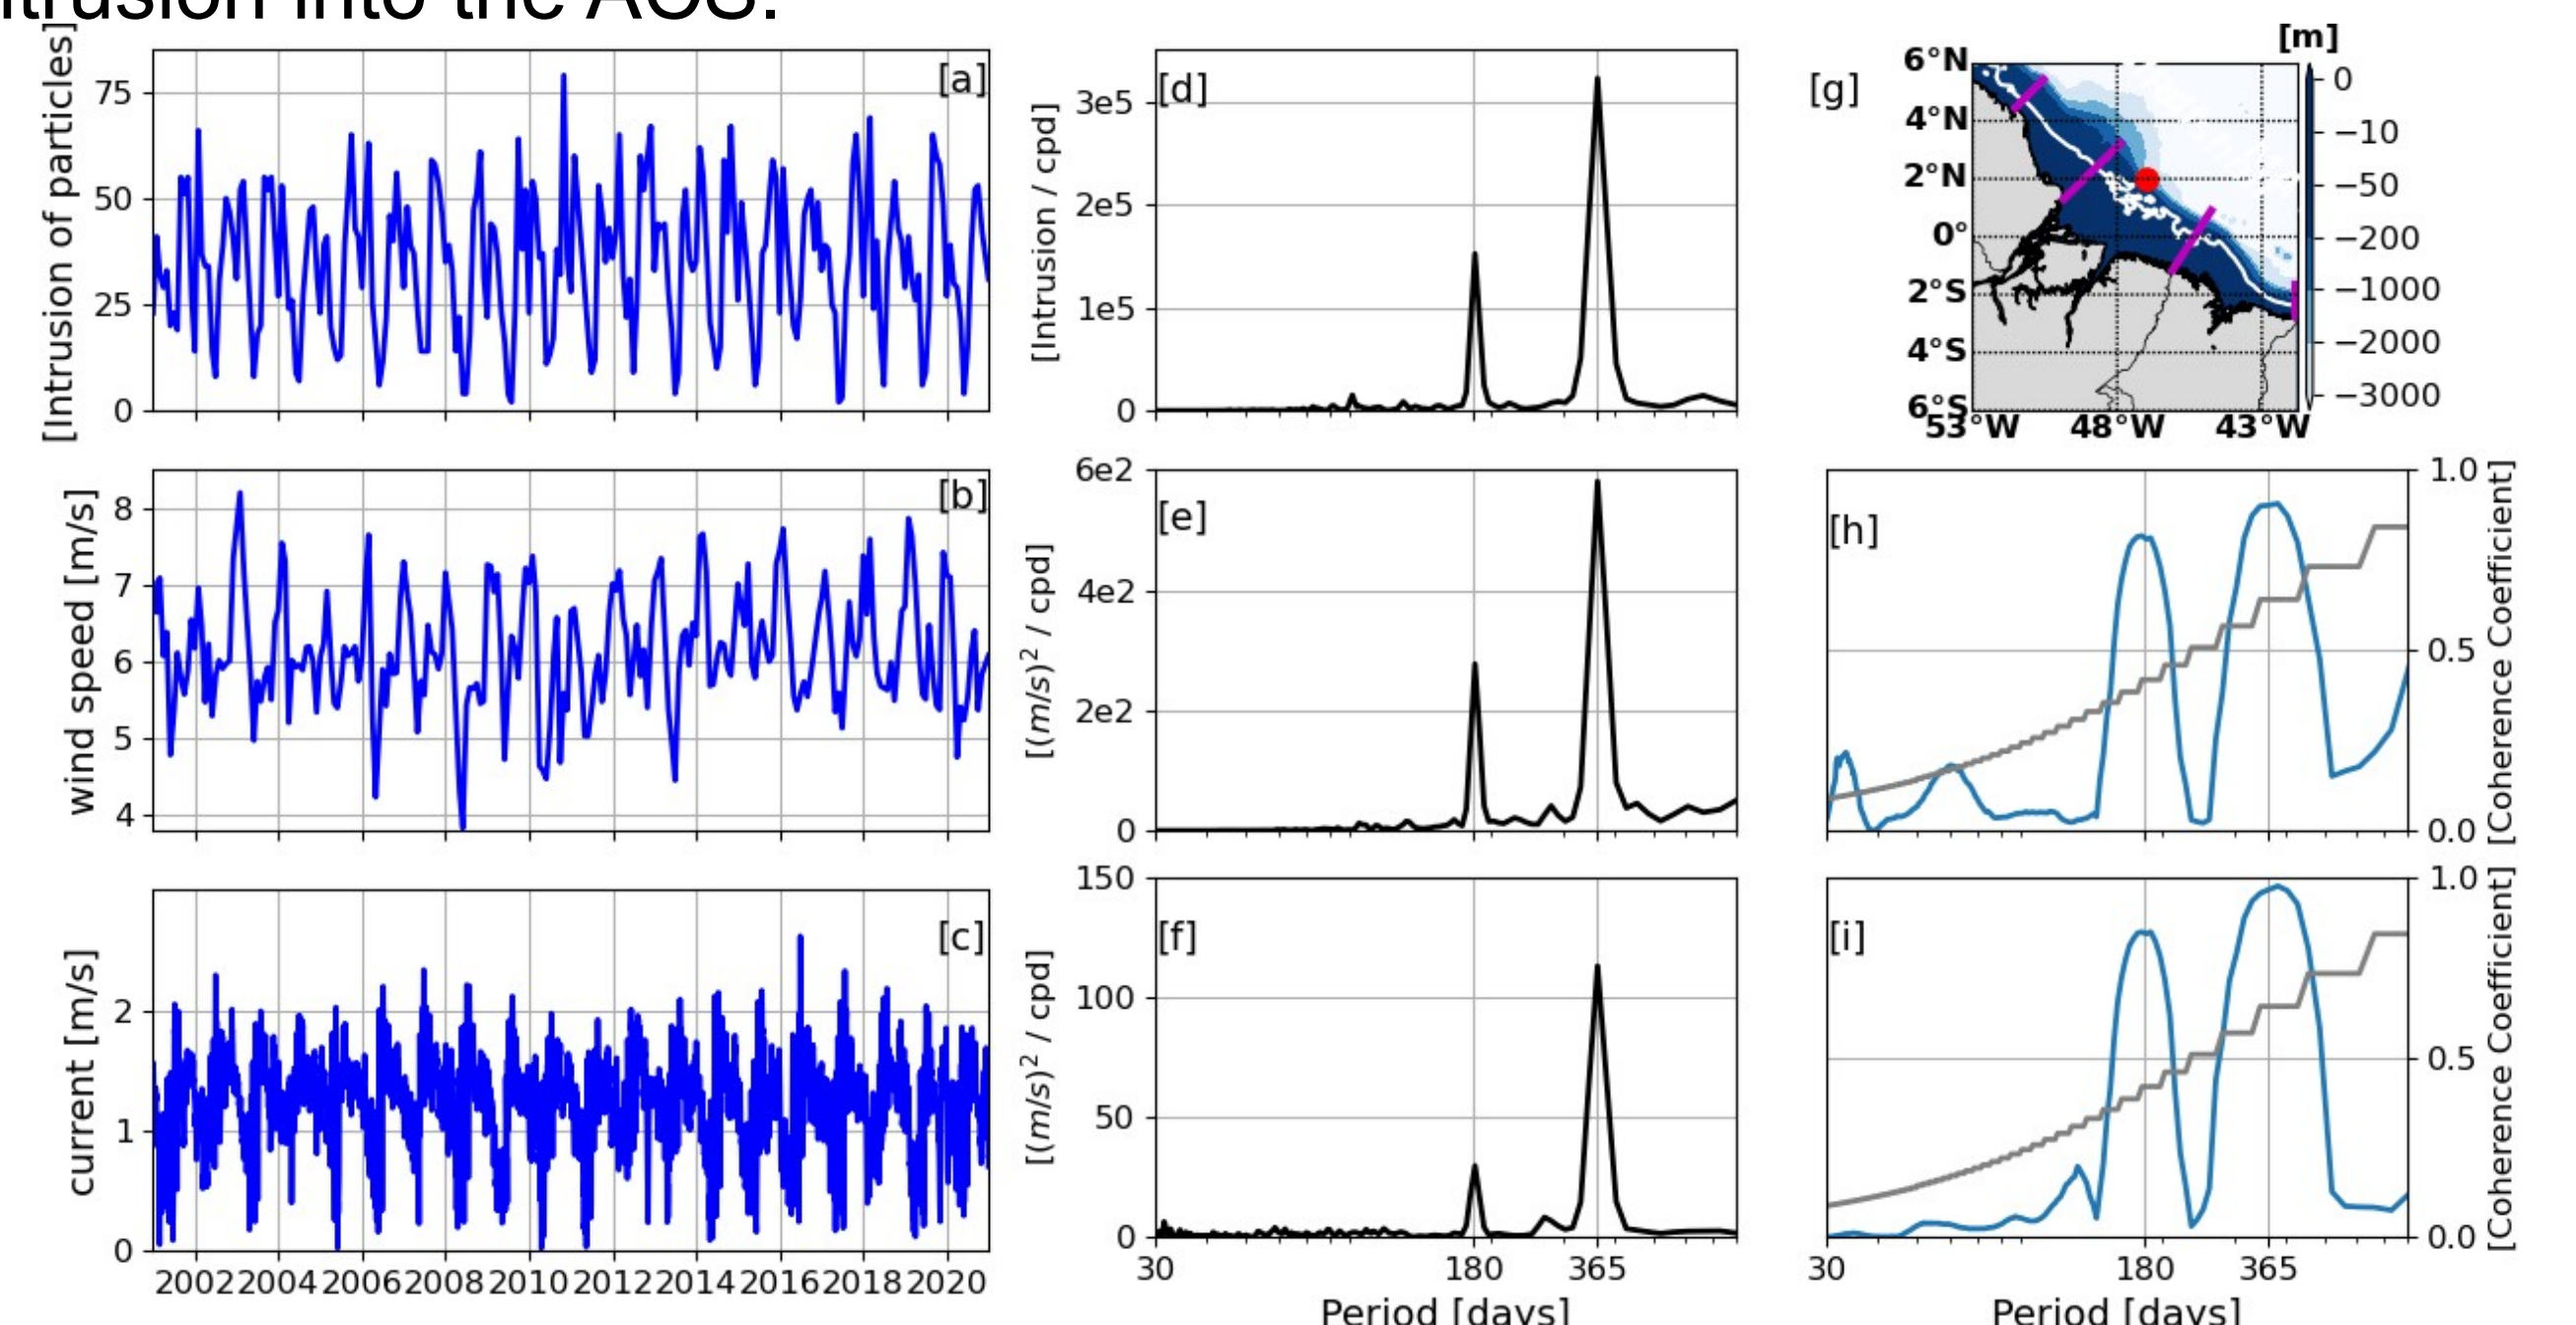 trusion into the ACS.
[Intrusion of particles]
75
50
25
0
[a]
wind speed [m/s]
8
7
6
5
4
[b]
current [m/s]
2
1
0
[c]
2002 2004 2006 2008 2010 2012 2014 2016 2018 2020
[Intrusion / cpd]
3e5
2e5
1e5
0
[d]
[(m/s)² / cpd]
6e2
4e2
2e2
0
[e]
[(m/s)² / cpd]
150
100
50
0
[f]
30 180 365
Period [days]
[g]
[m]
6°N
4°N
2°N
0°
2°S
4°S
6°S
53°W 48°W 43°W
0
−10
−50
−200
−1000
−2000
−3000
[h]
1.0
0.5
0.0
[Coherence Coefficient]
[i]
1.0
0.5
0.0
[Coherence Coefficient]
30 180 365
Period [days]